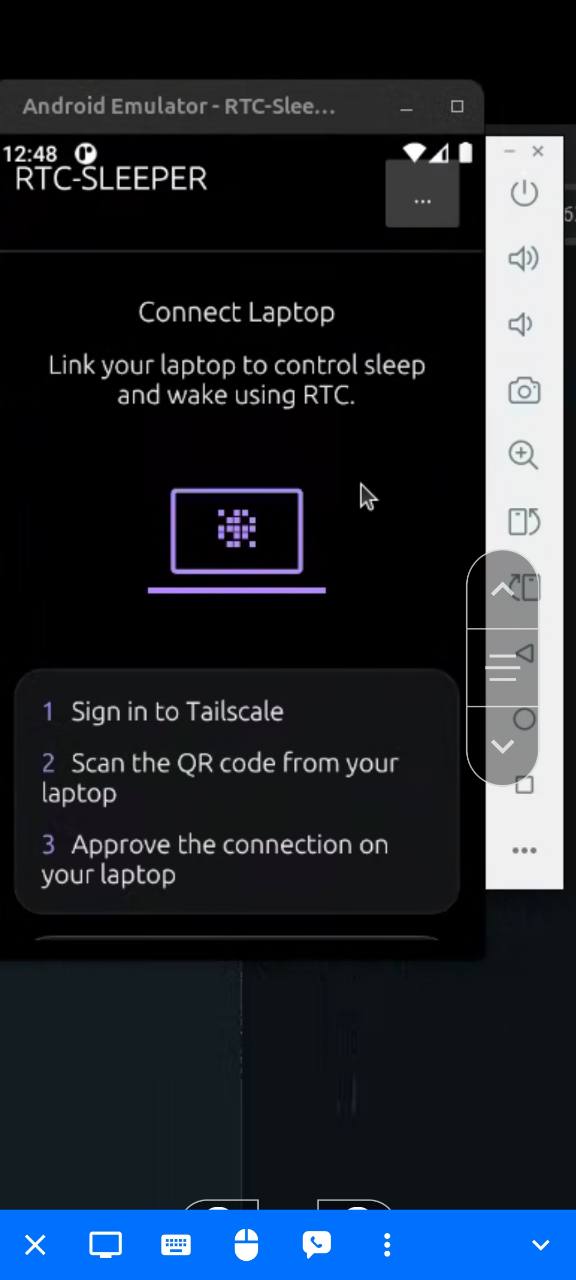 Android Emulator - RTC-Slee...
12:48
RTC-SLEEPER
...
Connect Laptop
Link your laptop to control sleep
and wake using RTC.
1 Sign in to Tailscale
2 Scan the QR code from your
laptop
3 Approve the connection on
your laptop